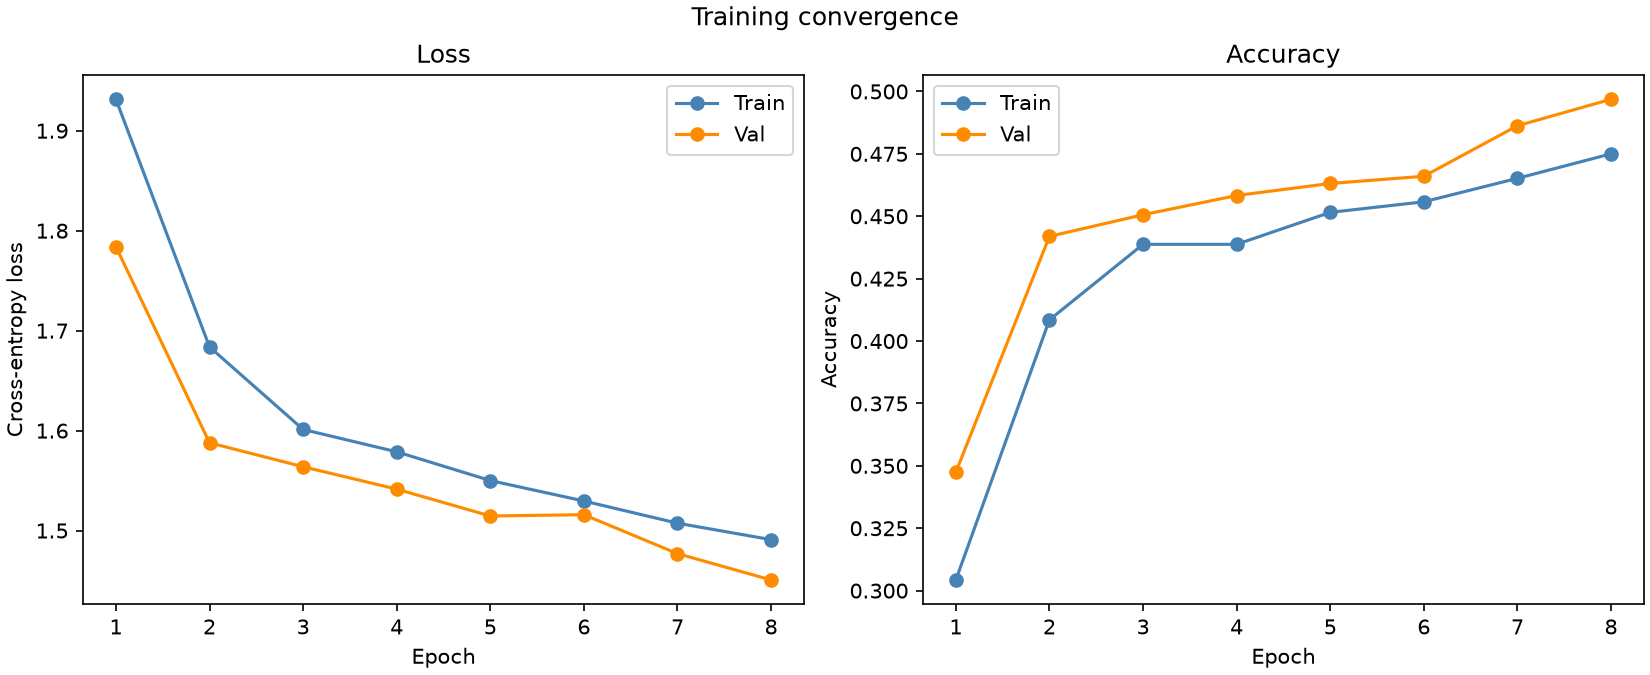 Training convergence
Loss
Cross-entropy loss
1.9
1.8
1.7
1.6
1.5
Train
Val
1 2 3 4 5 6 7 8
Epoch
Accuracy
Accuracy
0.500
0.475
0.450
0.425
0.400
0.375
0.350
0.325
0.300
Train
Val
1 2 3 4 5 6 7 8
Epoch